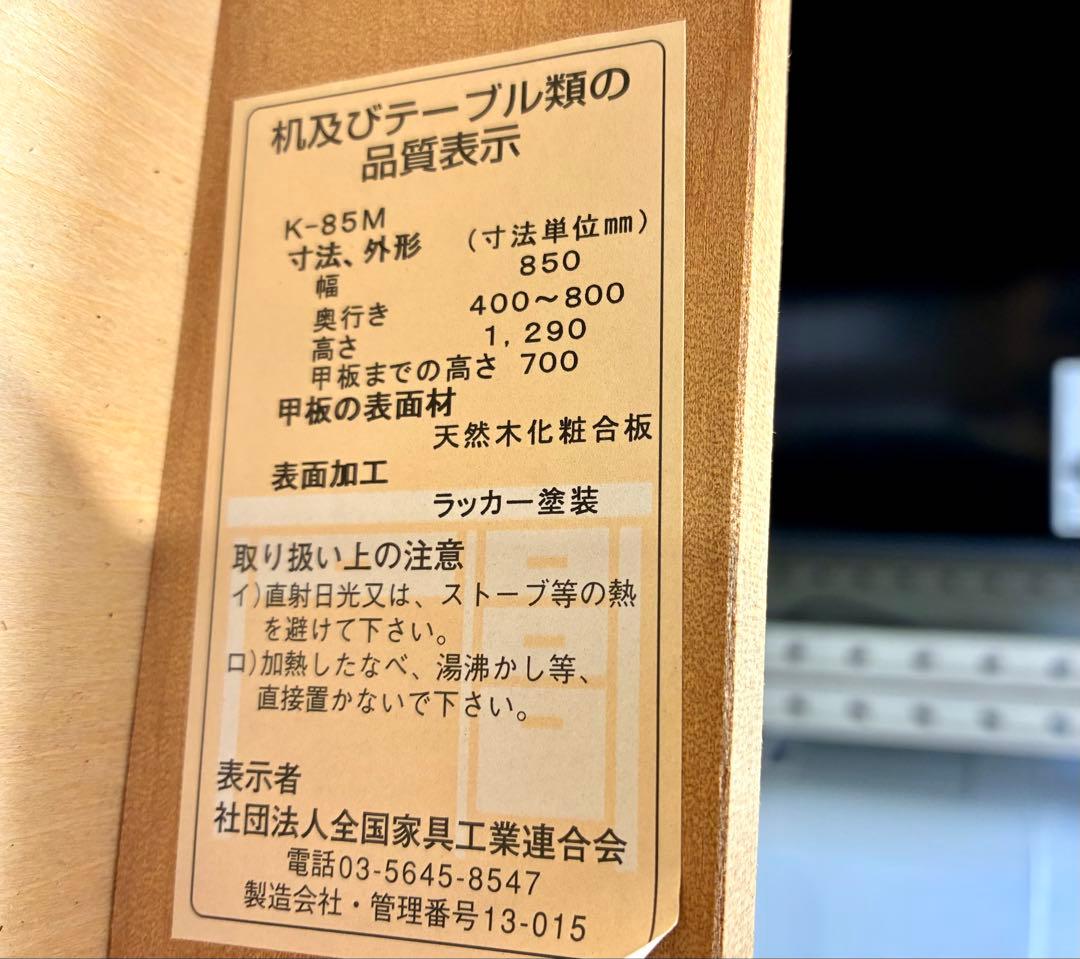 机及びテーブル類の
品質表示
K-85M
寸法、外形 (寸法単位㎜)
幅 850
奥行き 400〜800
高さ 1,290
甲板までの高さ 700
甲板の表面材
天然木化粧合板
表面加工
ラッカー塗装
取り扱い上の注意
イ)直射日光又は、ストーブ等の熱
を避けて下さい。
ロ)加熱したなべ、湯沸かし等、
直接置かないで下さい。
表示者
社団法人全国家具工業連合会
電話03-5645-8547
製造会社・管理番号13-015